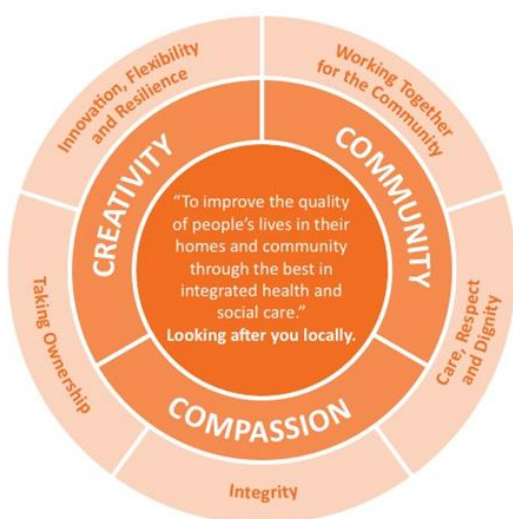 Innovation, Flexibility
and Resilience
Working Together
for the Community
CREATIVITY
COMMUNITY
“To improve the quality
of people’s lives in their
homes and community
through the best in
integrated health and
social care.”
Looking after you locally.
Taking Ownership
Care, Respect
and Dignity
COMPASSION
Integrity